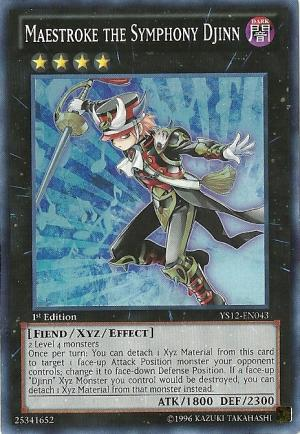 MAESTROKE THE SYMPHONY DJINN
DARK
闇
1st Edition
YS12-EN043
[FIEND / XYZ / EFFECT]
2 Level 4 monsters
Once per turn: You can detach 1 Xyz Material from this card
to target 1 face-up Attack Position monster your opponent
controls; change it to face-down Defense Position. If a face-up
"Djinn" Xyz Monster you control would be destroyed, you can
detach 1 Xyz Material from that monster instead.
ATK/1800 DEF/2300
25341652
©1996 KAZUKI TAKAHASHI